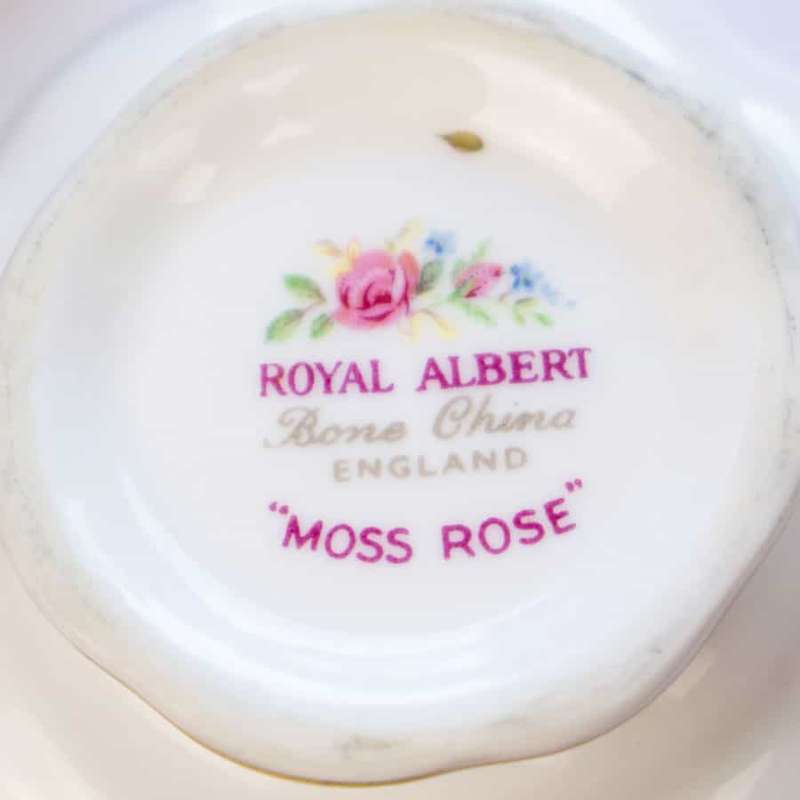 ROYAL ALBERT
Bone China
ENGLAND
"MOSS ROSE"